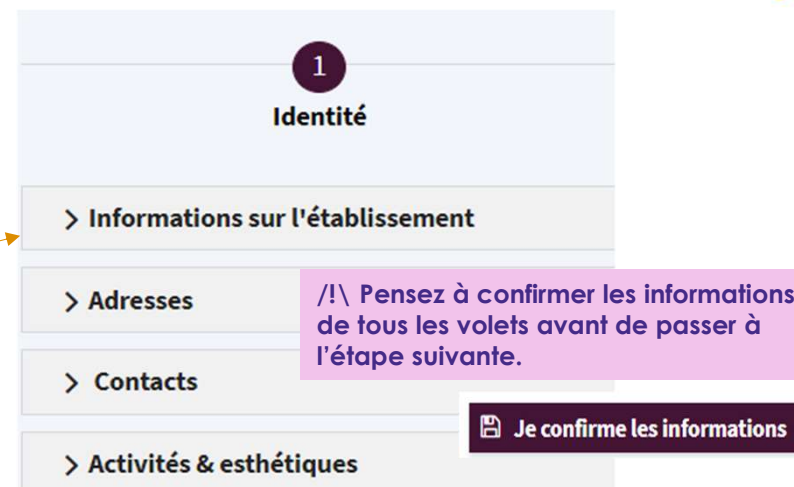 1
Identité
> Informations sur l'établissement
> Adresses
/!\ Pensez à confirmer les informations
de tous les volets avant de passer à
l’étape suivante.
> Contacts
Je confirme les informations
> Activités & esthétiques